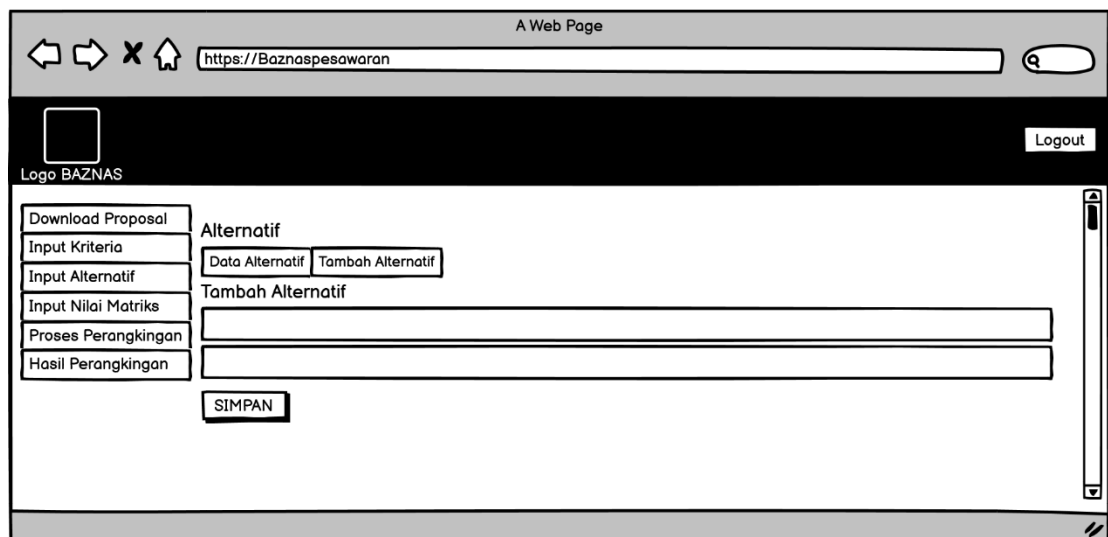 A Web Page
https://Baznaspesawaran
Logout
Logo BAZNAS
Download Proposal
Input Kriteria
Input Alternatif
Input Nilai Matriks
Proses Perangkingan
Hasil Perangkingan
Alternatif
Data Alternatif Tambah Alternatif
Tambah Alternatif
SIMPAN